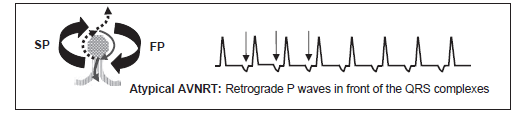 SP FP
Atypical AVNRT: Retrograde P waves in front of the QRS complexes